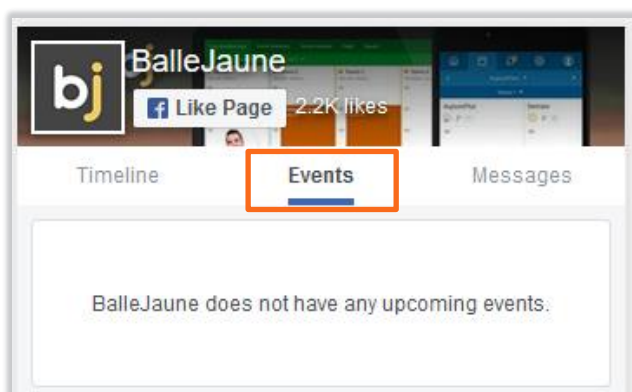 bj
BalleJaune
Like Page
2.2K likes
Timeline
Events
Messages
BalleJaune does not have any upcoming events.